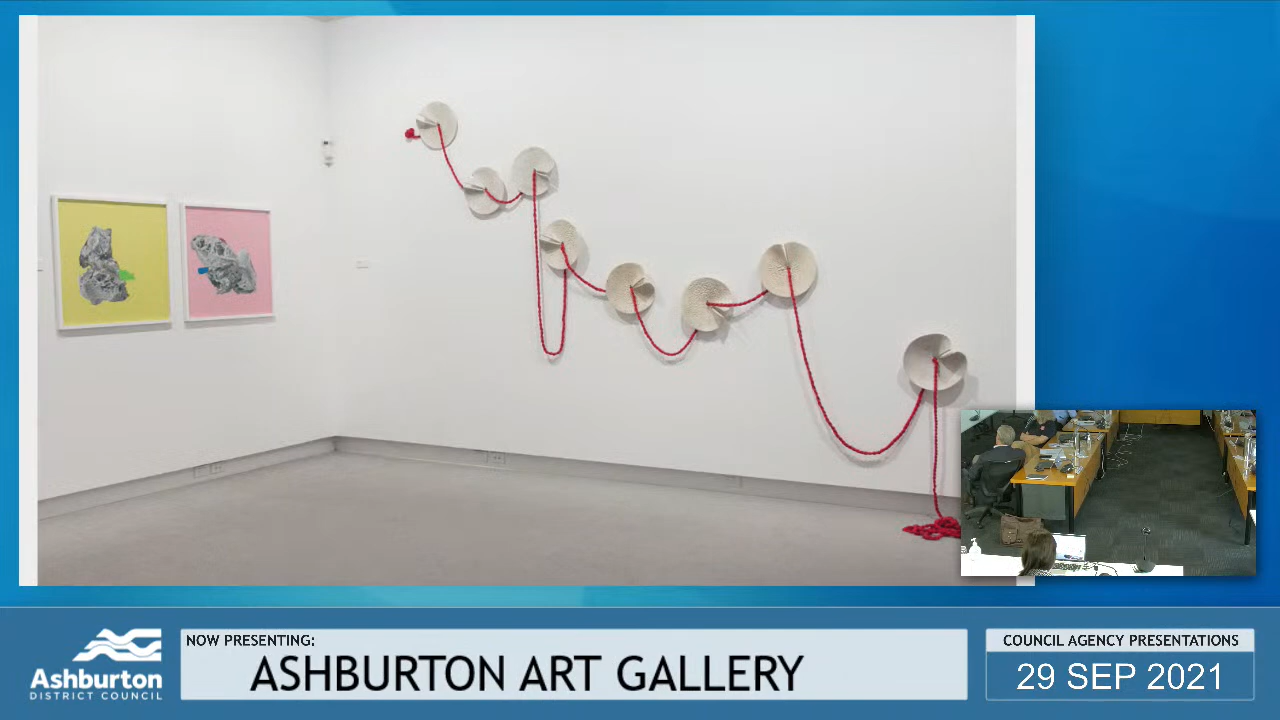 NOW PRESENTING:
ASHBURTON ART GALLERY
Ashburton
DISTRICT COUNCIL
COUNCIL AGENCY PRESENTATIONS
29 SEP 2021